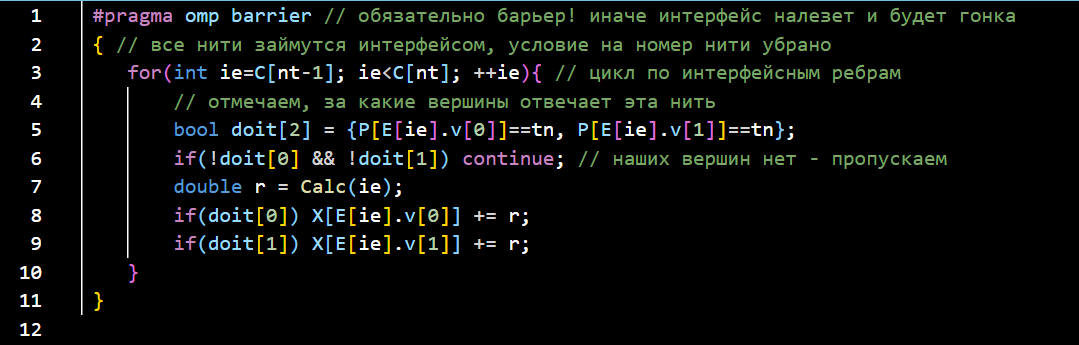 1 #pragma omp barrier // обязательно барьер! иначе интерфейс налезет и будет гонка
2 { // все нити займутся интерфейсом, условие на номер нити убрано
3 for(int ie=C[nt-1]; ie<C[nt]; ++ie){ // цикл по интерфейсным ребрам
4 // отмечаем, за какие вершины отвечает эта нить
5 bool doit[2] = {P[E[ie].v[0]]==tn, P[E[ie].v[1]]==tn};
6 if(!doit[0] && !doit[1]) continue; // наших вершин нет - пропускаем
7 double r = Calc(ie);
8 if(doit[0]) X[E[ie].v[0]] += r;
9 if(doit[1]) X[E[ie].v[1]] += r;
10 }
11 }
12